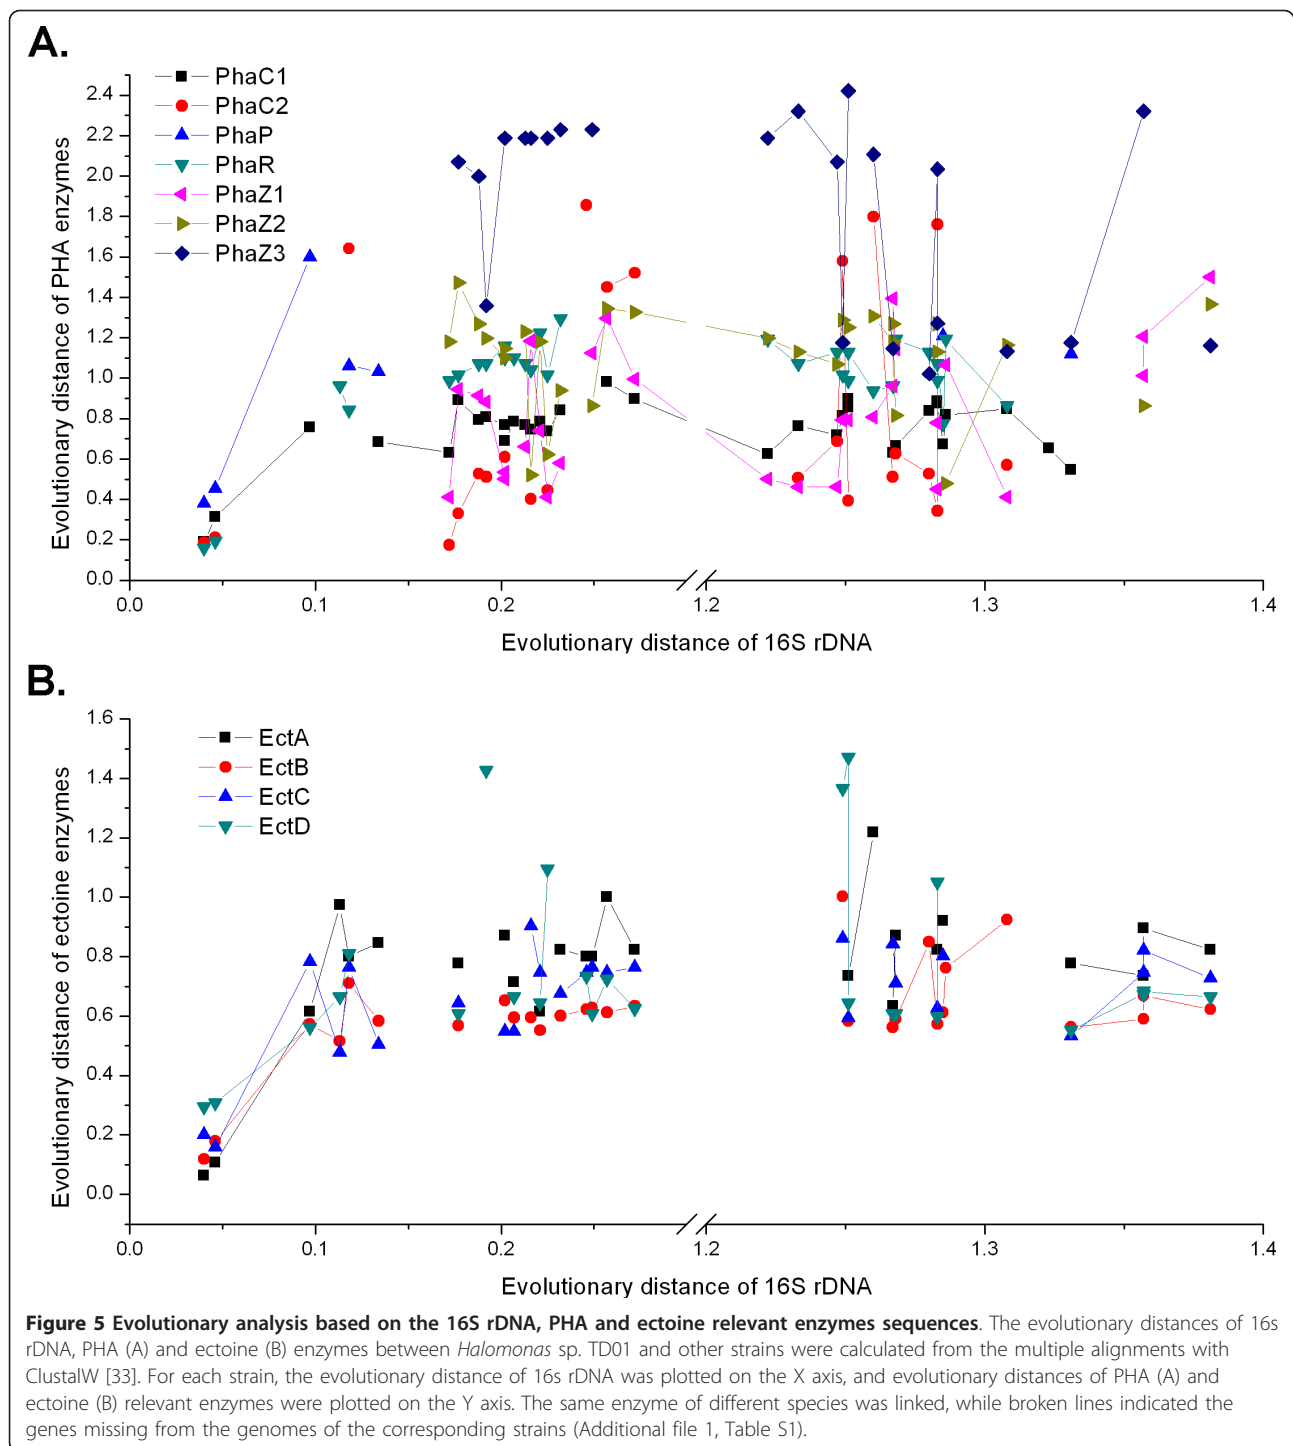 A.
PhaC1
PhaC2
PhaP
PhaR
PhaZ1
PhaZ2
PhaZ3
Evolutionary distance of PHA enzymes
2.4
2.2
2.0
1.8
1.6
1.4
1.2
1.0
0.8
0.6
0.4
0.2
0.0
0.0 0.1 0.2 1.2 1.3 1.4
Evolutionary distance of 16S rDNA
B.
EctA
EctB
EctC
EctD
Evolutionary distance of ectoine enzymes
1.6
1.4
1.2
1.0
0.8
0.6
0.4
0.2
0.0
0.0 0.1 0.2 1.2 1.3 1.4
Evolutionary distance of 16S rDNA
Figure 5 Evolutionary analysis based on the 16S rDNA, PHA and ectoine relevant enzymes sequences. The evolutionary distances of 16s
rDNA, PHA (A) and ectoine (B) enzymes between Halomonas sp. TD01 and other strains were calculated from the multiple alignments with
ClustalW [33]. For each strain, the evolutionary distance of 16s rDNA was plotted on the X axis, and evolutionary distances of PHA (A) and
ectoine (B) relevant enzymes were plotted on the Y axis. The same enzyme of different species was linked, while broken lines indicated the
genes missing from the genomes of the corresponding strains (Additional file 1, Table S1).